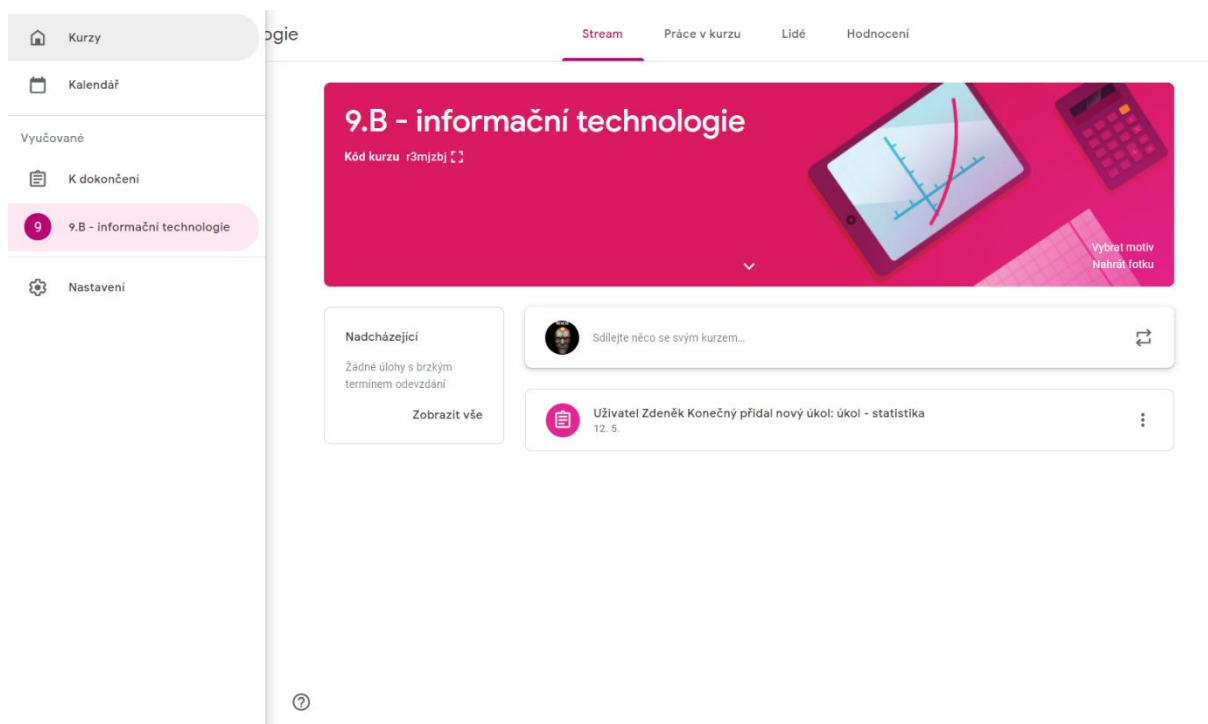 Kurzy
Kalendář
Vyučované
K dokončení
9 9.B - informační technologie
Nastavení
ogie
Stream Práce v kurzu Lidé Hodnocení
9.B - informační technologie
Kód kurzu r3mjzbj
Vybrat motiv
Nahrát fotku
Nadcházející
Žádné úlohy s brzkým
termínem odevzdání
Zobrazit vše
Sdílejte něco se svým kurzem...
Uživatel Zdeněk Konečný přidal nový úkol: úkol - statistika
12. 5.